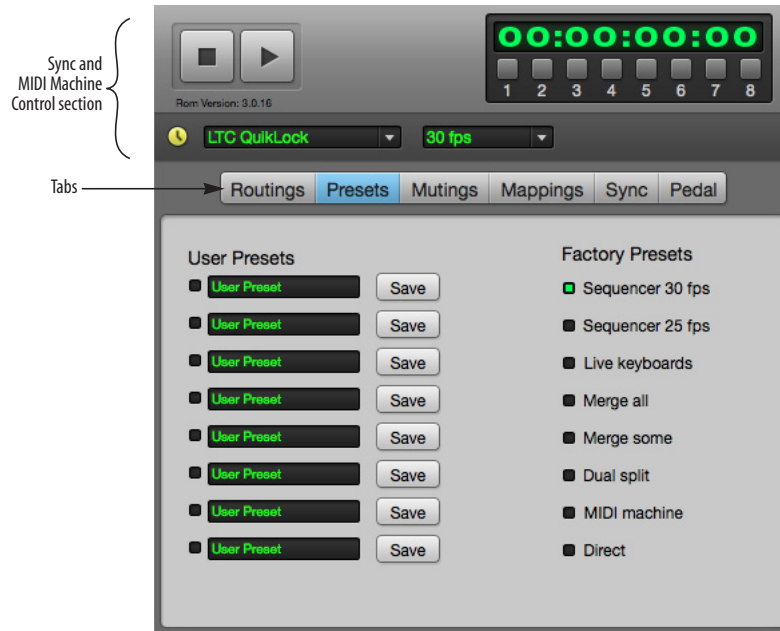 Sync and
MIDI Machine
Control section
00:00:00:00
1 2 3 4 5 6 7 8
Rom Version: 3.0.16
LTC QuikLock 30 fps
Tabs
Routings Presets Mutings Mappings Sync Pedal
User Presets
User Preset Save
User Preset Save
User Preset Save
User Preset Save
User Preset Save
User Preset Save
User Preset Save
User Preset Save
Factory Presets
Sequencer 30 fps
Sequencer 25 fps
Live keyboards
Merge all
Merge some
Dual split
MIDI machine
Direct